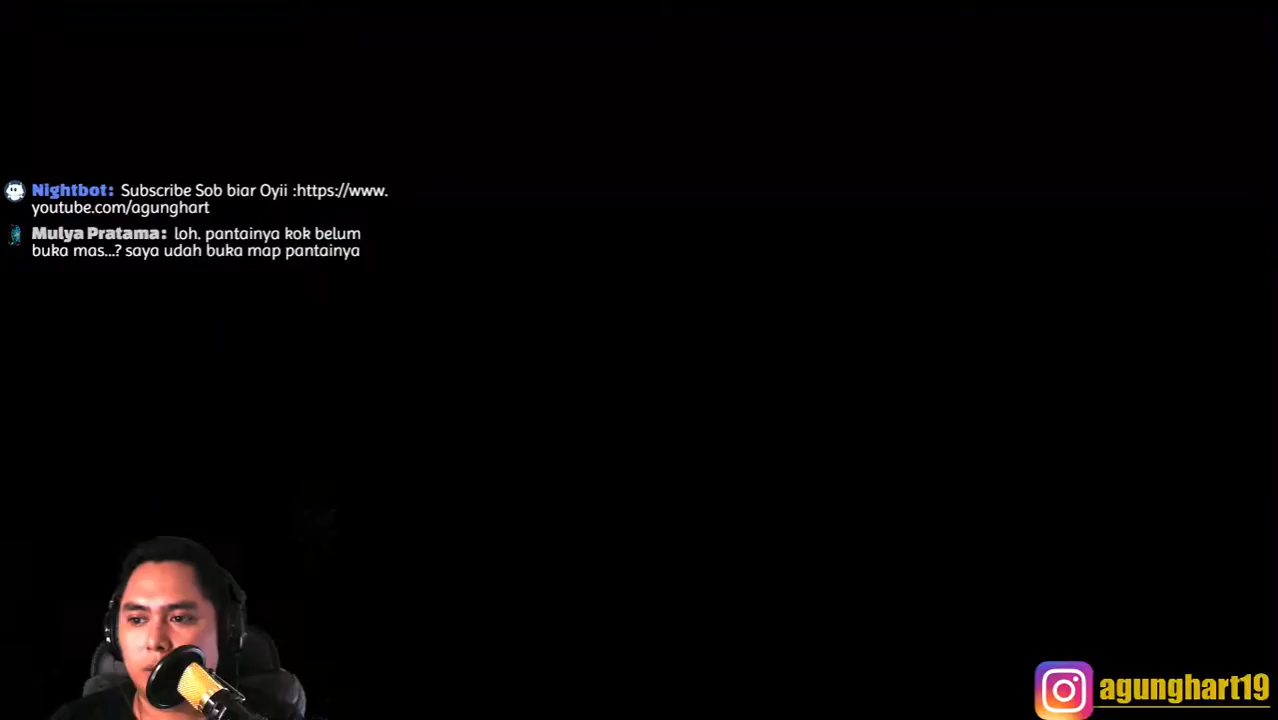 Nightbot: Subscribe Sob biar Oyii :https://www.
youtube.com/agunghart
Mulya Pratama: loh. pantainya kok belum
buka mas...? saya udah buka map pantainya
agunghart19